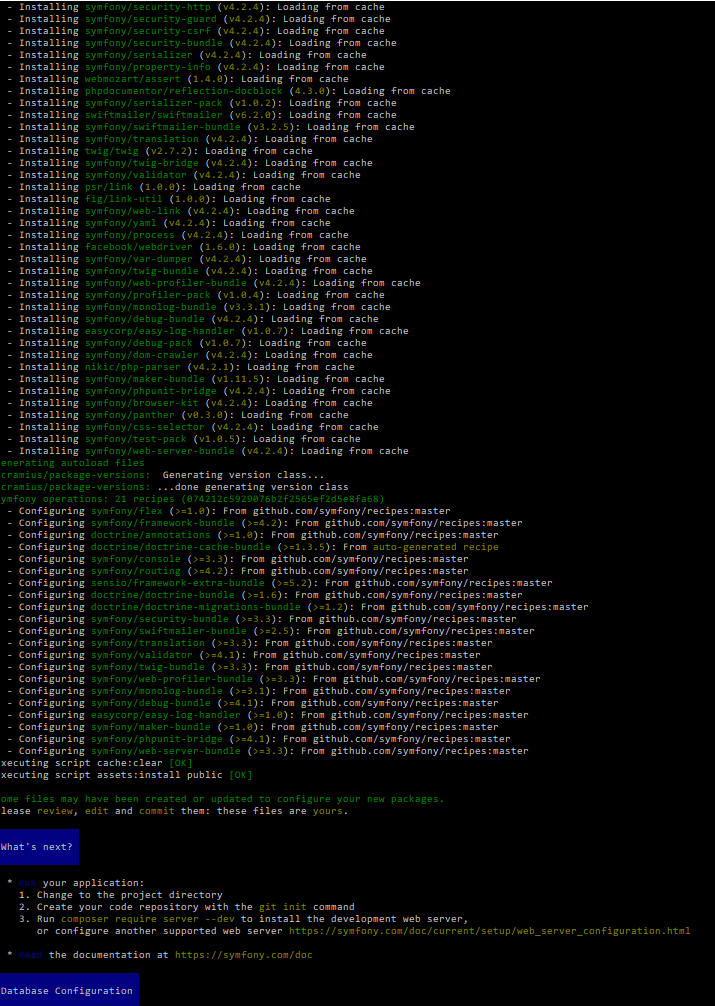 - Installing symfony/security-http (v4.2.4): Loading from cache
- Installing symfony/security-guard (v4.2.4): Loading from cache
- Installing symfony/security-csrf (v4.2.4): Loading from cache
- Installing symfony/security-bundle (v4.2.4): Loading from cache
- Installing symfony/serializer (v4.2.4): Loading from cache
- Installing symfony/property-info (v4.2.4): Loading from cache
- Installing webmozart/assert (1.4.0): Loading from cache
- Installing phpdocumentor/reflection-docblock (4.3.0): Loading from cache
- Installing symfony/serializer-pack (v1.0.2): Loading from cache
- Installing swiftmailer/swiftmailer (v6.2.0): Loading from cache
- Installing symfony/swiftmailer-bundle (v3.2.5): Loading from cache
- Installing symfony/translation (v4.2.4): Loading from cache
- Installing twig/twig (v2.7.2): Loading from cache
- Installing symfony/twig-bridge (v4.2.4): Loading from cache
- Installing symfony/validator (v4.2.4): Loading from cache
- Installing psr/link (1.0.0): Loading from cache
- Installing fig/link-util (1.0.0): Loading from cache
- Installing symfony/web-link (v4.2.4): Loading from cache
- Installing symfony/yaml (v4.2.4): Loading from cache
- Installing symfony/process (v4.2.4): Loading from cache
- Installing facebook/webdriver (1.6.0): Loading from cache
- Installing symfony/var-dumper (v4.2.4): Loading from cache
- Installing symfony/twig-bundle (v4.2.4): Loading from cache
- Installing symfony/web-profiler-bundle (v4.2.4): Loading from cache
- Installing symfony/profiler-pack (v1.0.4): Loading from cache
- Installing symfony/monolog-bundle (v3.3.1): Loading from cache
- Installing symfony/debug-bundle (v4.2.4): Loading from cache
- Installing easycorp/easy-log-handler (v1.0.7): Loading from cache
- Installing symfony/debug-pack (v1.0.7): Loading from cache
- Installing symfony/dom-crawler (v4.2.4): Loading from cache
- Installing nikic/php-parser (v4.2.1): Loading from cache
- Installing symfony/maker-bundle (v1.11.5): Loading from cache
- Installing symfony/phpunit-bridge (v4.2.4): Loading from cache
- Installing symfony/browser-kit (v4.2.4): Loading from cache
- Installing symfony/panther (v0.3.0): Loading from cache
- Installing symfony/css-selector (v4.2.4): Loading from cache
- Installing symfony/test-pack (v1.0.5): Loading from cache
- Installing symfony/web-server-bundle (v4.2.4): Loading from cache
enerating autoload files
cramius/package-versions:  Generating version class...
cramius/package-versions: ...done generating version class
ymfony operations: 21 recipes (074212c5929076b2f2565ef2d5e8fa68)
- Configuring symfony/flex (>=1.0): From github.com/symfony/recipes:master
- Configuring symfony/framework-bundle (>=4.2): From github.com/symfony/recipes:master
- Configuring doctrine/annotations (>=1.0): From github.com/symfony/recipes:master
- Configuring doctrine/doctrine-cache-bundle (>=1.3.5): From auto-generated recipe
- Configuring symfony/console (>=3.3): From github.com/symfony/recipes:master
- Configuring symfony/routing (>=4.2): From github.com/symfony/recipes:master
- Configuring sensio/framework-extra-bundle (>=5.2): From github.com/symfony/recipes:master
- Configuring doctrine/doctrine-bundle (>=1.6): From github.com/symfony/recipes:master
- Configuring doctrine/doctrine-migrations-bundle (>=1.2): From github.com/symfony/recipes:master
- Configuring symfony/security-bundle (>=3.3): From github.com/symfony/recipes:master
- Configuring symfony/swiftmailer-bundle (>=2.5): From github.com/symfony/recipes:master
- Configuring symfony/translation (>=3.3): From github.com/symfony/recipes:master
- Configuring symfony/validator (>=4.1): From github.com/symfony/recipes:master
- Configuring symfony/twig-bundle (>=3.3): From github.com/symfony/recipes:master
- Configuring symfony/web-profiler-bundle (>=3.3): From github.com/symfony/recipes:master
- Configuring symfony/monolog-bundle (>=3.1): From github.com/symfony/recipes:master
- Configuring symfony/debug-bundle (>=4.1): From github.com/symfony/recipes:master
- Configuring easycorp/easy-log-handler (>=1.0): From github.com/symfony/recipes:master
- Configuring symfony/maker-bundle (>=1.0): From github.com/symfony/recipes:master
- Configuring symfony/phpunit-bridge (>=4.1): From github.com/symfony/recipes:master
- Configuring symfony/web-server-bundle (>=3.3): From github.com/symfony/recipes:master
xecuting script cache:clear [OK]
xecuting script assets:install public [OK]
ome files may have been created or updated to configure your new packages.
lease review, edit and commit them: these files are yours.
What's next?
* your application:
1. Change to the project directory
2. Create your code repository with the git init command
3. Run composer require server --dev to install the development web server,
or configure another supported web server https://symfony.com/doc/current/setup/web_server_configuration.html
* the documentation at https://symfony.com/doc
Database Configuration